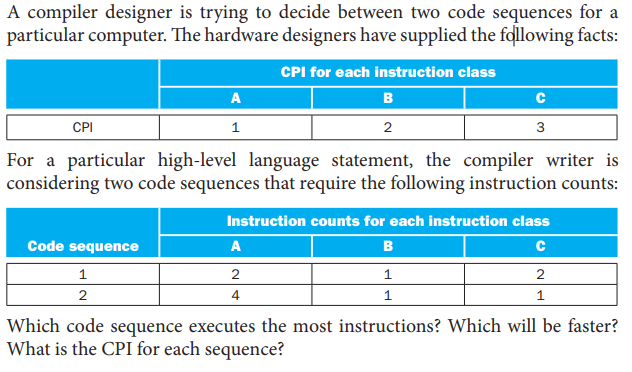 A compiler designer is trying to decide between two code sequences for a
particular computer. The hardware designers have supplied the following facts:
CPI for each instruction class
A B C
CPI 1 2 3
For a particular high-level language statement, the compiler writer is
considering two code sequences that require the following instruction counts:
Instruction counts for each instruction class
Code sequence A B C
1 2 1 2
2 4 1 1
Which code sequence executes the most instructions? Which will be faster?
What is the CPI for each sequence?